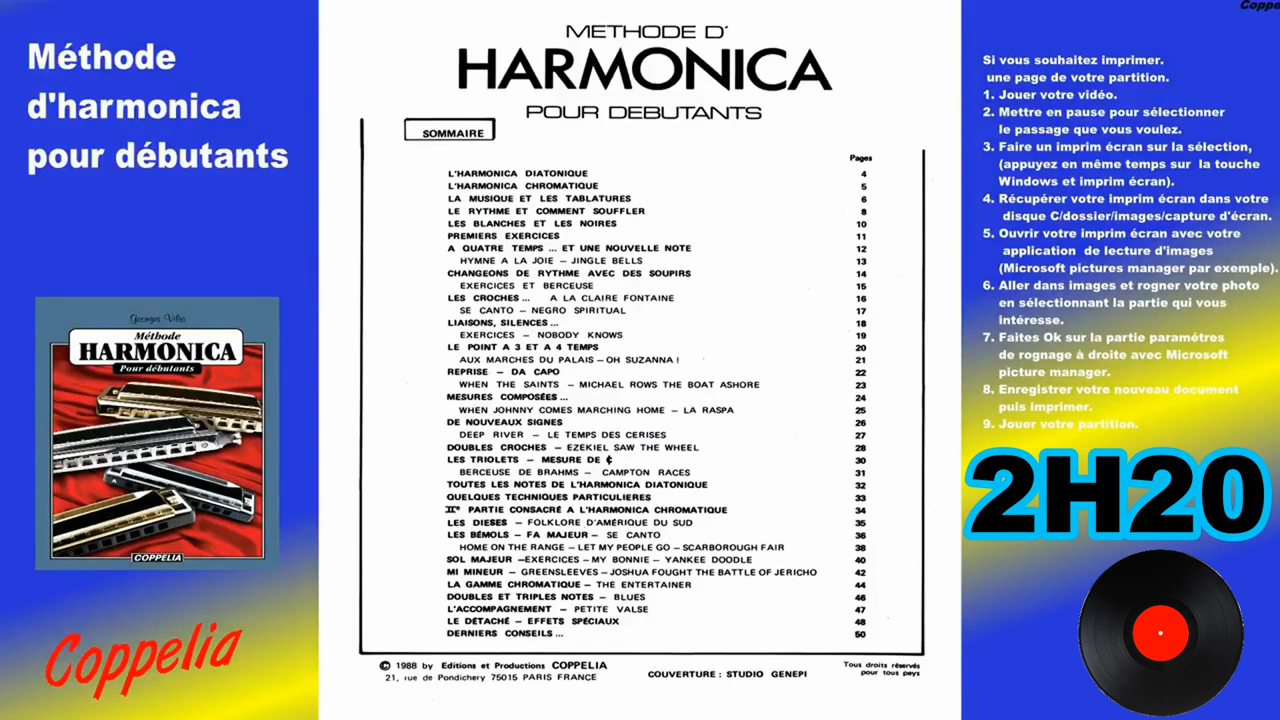 Méthode
d'harmonica
pour débutants
Georges Velio
Méthode
HARMONICA
Pour débutants
COPPELIA
Coppelia
METHODE D'
HARMONICA
POUR DEBUTANTS
SOMMAIRE
Pages
L'HARMONICA DIATONIQUE 4
L'HARMONICA CHROMATIQUE 5
LA MUSIQUE ET LES TABLATURES 6
LE RYTHME ET COMMENT SOUFFLER 8
LES BLANCHES ET LES NOIRES 10
PREMIERS EXERCICES 11
A QUATRE TEMPS ... ET UNE NOUVELLE NOTE 12
HYMNE A LA JOIE – JINGLE BELLS 13
CHANGEONS DE RYTHME AVEC DES SOUPIRS 14
EXERCICES ET BERCEUSE 15
LES CROCHES ... A LA CLAIRE FONTAINE 16
SE CANTO – NEGRO SPIRITUAL 17
LIAISONS, SILENCES ... 18
EXERCICES – NOBODY KNOWS 19
LE POINT A 3 ET A 4 TEMPS 20
AUX MARCHES DU PALAIS – OH SUZANNA ! 21
REPRISE – DA CAPO 22
WHEN THE SAINTS – MICHAEL ROWS THE BOAT ASHORE 23
MESURES COMPOSÉES ... 24
WHEN JOHNNY COMES MARCHING HOME – LA RASPA 25
DE NOUVEAUX SIGNES 26
DEEP RIVER – LE TEMPS DES CERISES 27
DOUBLES CROCHES – EZEKIEL SAW THE WHEEL 28
LES TRIOLETS – MESURE DE ¢ 30
BERCEUSE DE BRAHMS – CAMPTON RACES 31
TOUTES LES NOTES DE L'HARMONICA DIATONIQUE 32
QUELQUES TECHNIQUES PARTICULIERES 33
IIe PARTIE CONSACRÉ A L'HARMONICA CHROMATIQUE 34
LES DIESES – FOLKLORE D'AMÉRIQUE DU SUD 35
LES BÉMOLS – FA MAJEUR – SE CANTO 36
HOME ON THE RANGE – LET MY PEOPLE GO – SCARBOROUGH FAIR 38
SOL MAJEUR –EXERCICES – MY BONNIE – YANKEE DOODLE 40
MI MINEUR – GREENSLEEVES – JOSHUA FOUGHT THE BATTLE OF JERICHO 42
LA GAMME CHROMATIQUE – THE ENTERTAINER 44
DOUBLES ET TRIPLES NOTES – BLUES 46
L'ACCOMPAGNEMENT – PETITE VALSE 47
LE DÉTACHÉ – EFFETS SPÉCIAUX 48
DERNIERS CONSEILS ... 50
© 1988 by Editions et Productions COPPELIA
21, rue de Pondichery 75015 PARIS FRANCE
COUVERTURE : STUDIO GENEPI
Tous droits réservés
pour tous pays
Coppe
Si vous souhaitez imprimer.
une page de votre partition.
1. Jouer votre vidéo.
2. Mettre en pause pour sélectionner
le passage que vous voulez.
3. Faire un imprim écran sur la sélection,
(appuyez en même temps sur la touche
Windows et imprim écran).
4. Récupérer votre imprim écran dans votre
disque C/dossier/images/capture d'écran.
5. Ouvrir votre imprim écran avec votre
application de lecture d'images
(Microsoft pictures manager par exemple).
6. Aller dans images et rogner votre photo
en sélectionnant la partie qui vous
intéresse.
7. Faites Ok sur la partie paramétres
de rognage à droite avec Microsoft
picture manager.
8. Enregistrer votre nouveau document
puis imprimer.
9. Jouer votre partition.
2H20